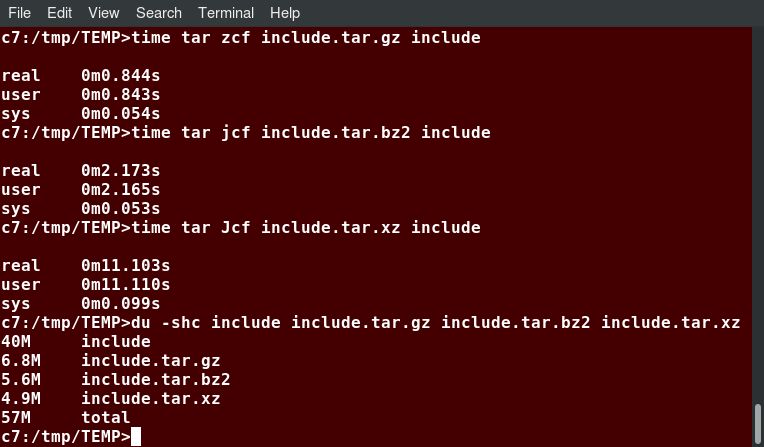 File Edit View Search Terminal Help
c7:/tmp/TEMP>time tar zcf include.tar.gz include
real    0m0.844s
user    0m0.843s
sys     0m0.054s
c7:/tmp/TEMP>time tar jcf include.tar.bz2 include
real    0m2.173s
user    0m2.165s
sys     0m0.053s
c7:/tmp/TEMP>time tar Jcf include.tar.xz include
real    0m11.103s
user    0m11.110s
sys     0m0.099s
c7:/tmp/TEMP>du -shc include include.tar.gz include.tar.bz2 include.tar.xz
40M     include
6.8M    include.tar.gz
5.6M    include.tar.bz2
4.9M    include.tar.xz
57M     total
c7:/tmp/TEMP>